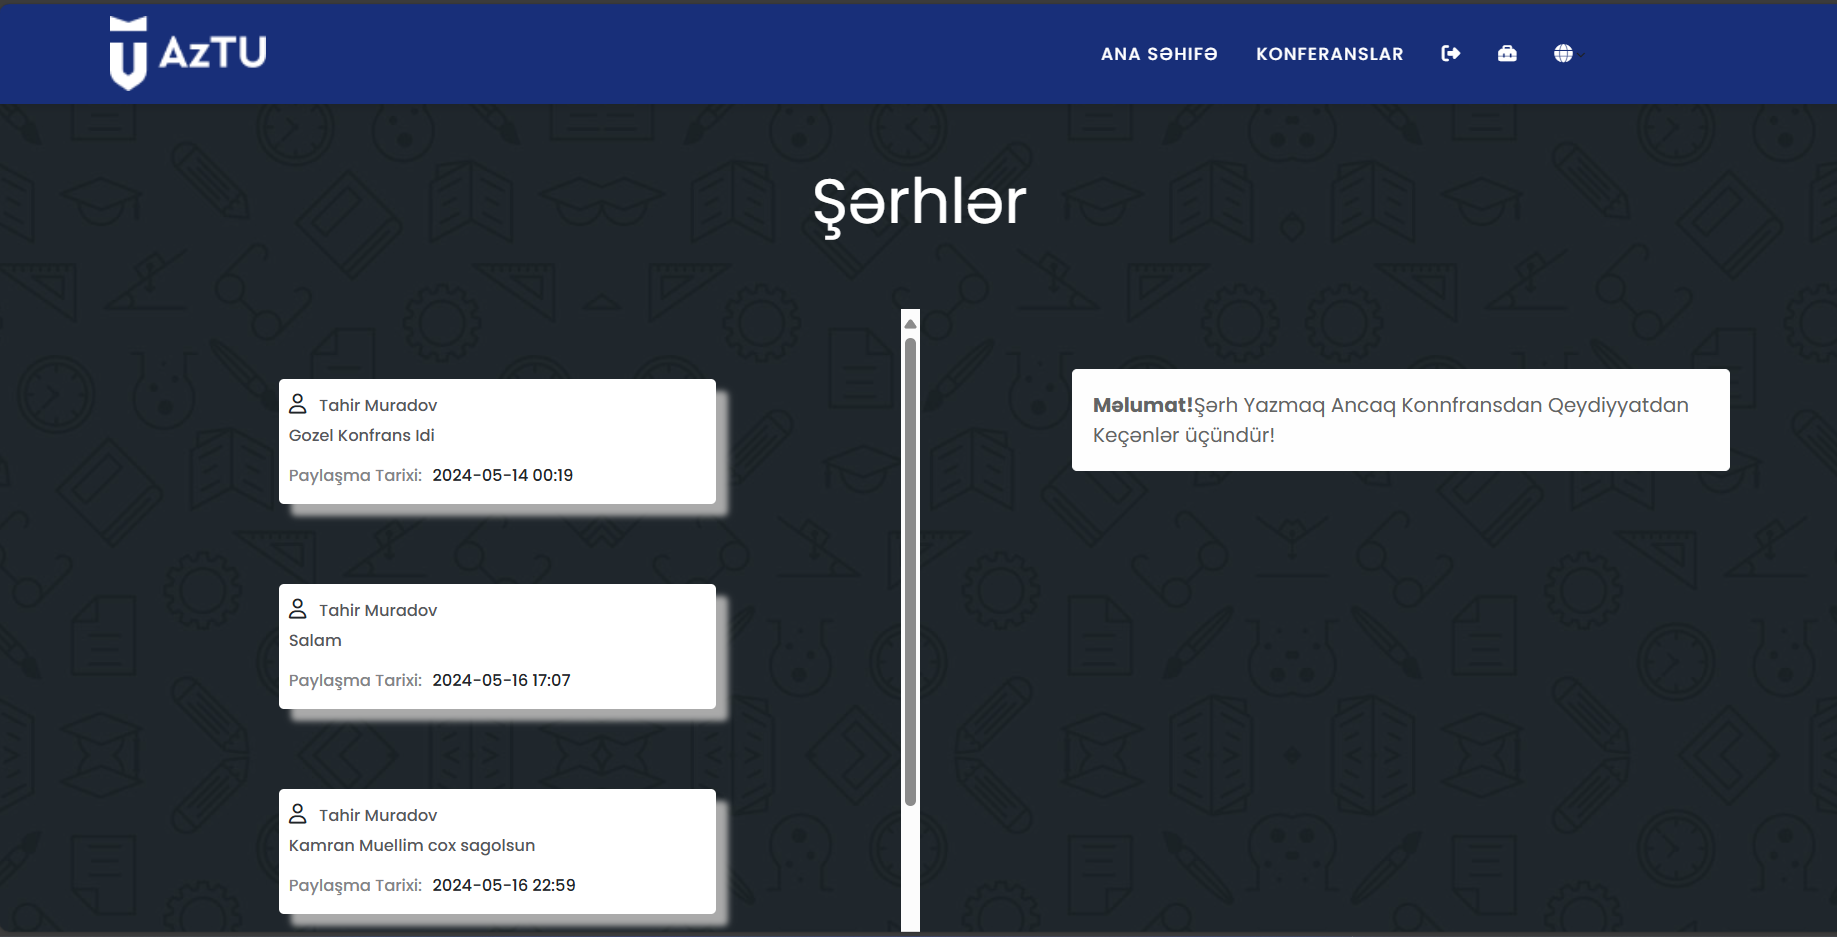 AzTU
ANA SƏHİFƏ
KONFERANSLAR
Şərhlər
Tahir Muradov
Gozel Konfrans Idi
Paylaşma Tarixi: 2024-05-14 00:19
Tahir Muradov
Salam
Paylaşma Tarixi: 2024-05-16 17:07
Tahir Muradov
Kamran Muellim cox sagolsun
Paylaşma Tarixi: 2024-05-16 22:59
Məlumat!Şərh Yazmaq Ancaq Konnfransdan Qeydiyyatdan
Keçənlər üçündür!